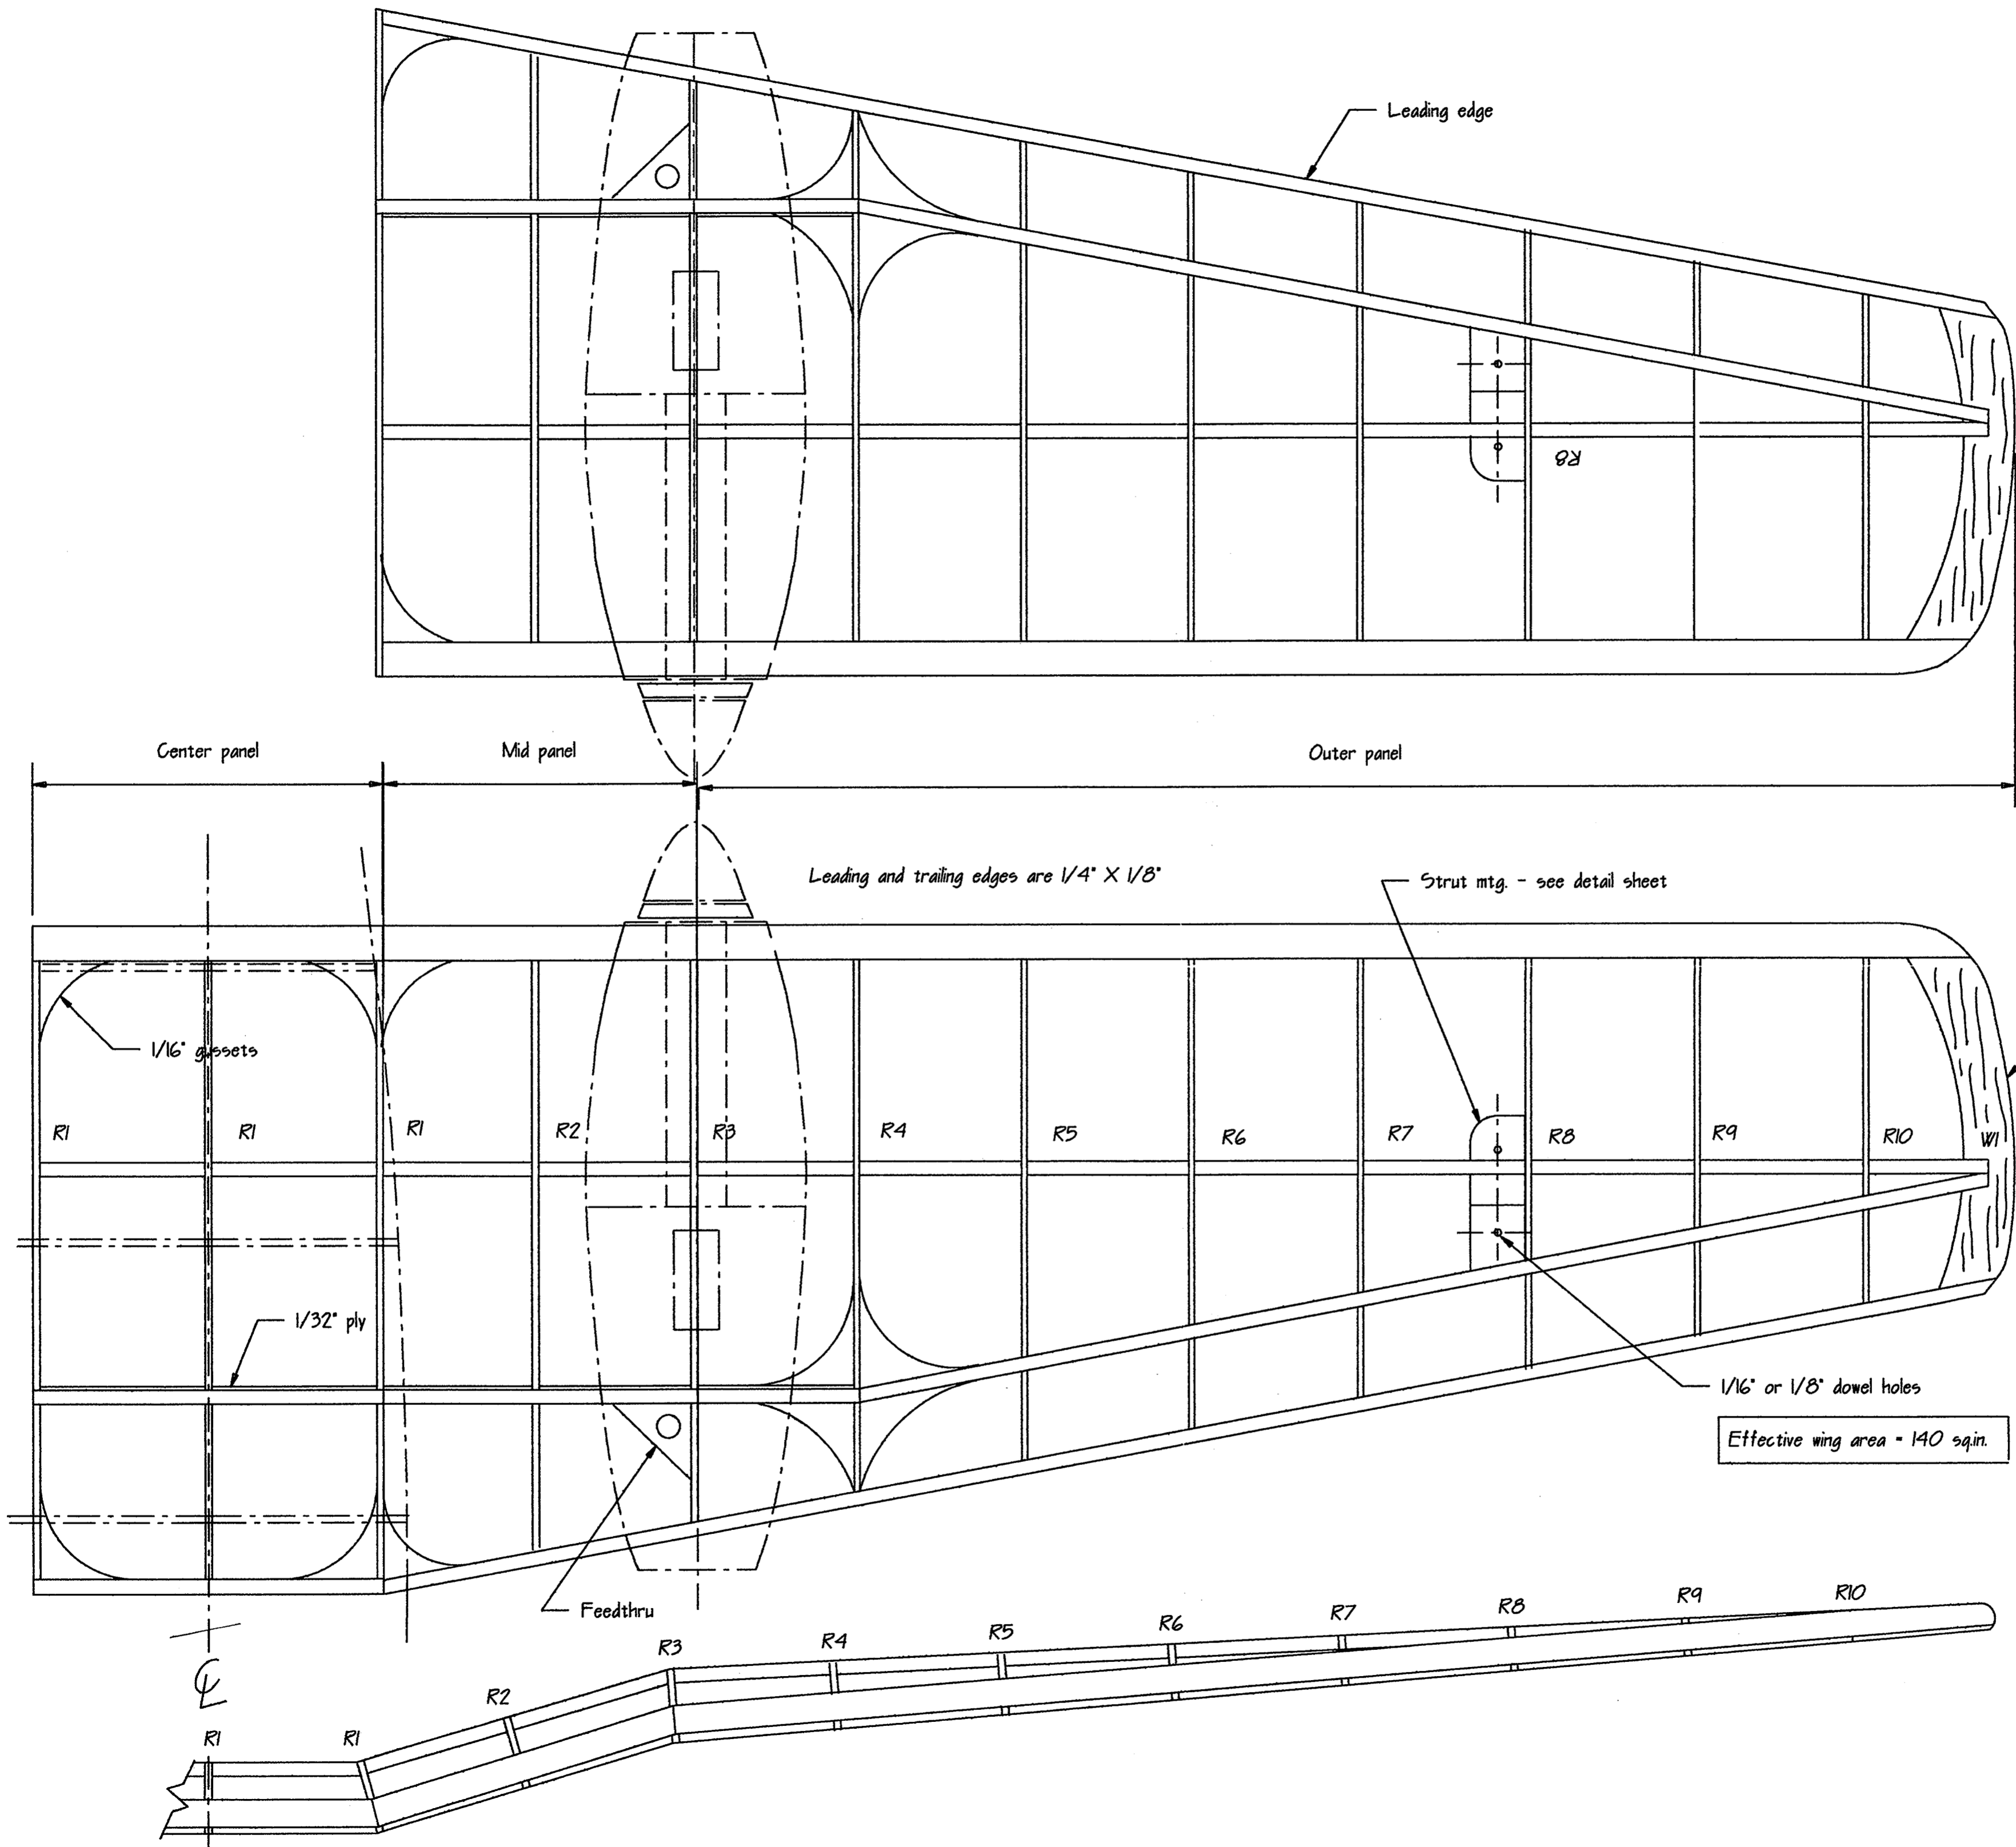 Leading edge
R8
Center panel
Mid panel
Outer panel
Leading and trailing edges are 1/4" X 1/8"
Strut mtg. - see detail sheet
1/16" gussets
R1
R1
R1
R2
R3
R4
R5
R6
R7
R8
R9
R10
W1
1/32" ply
1/16" or 1/8" dowel holes
Effective wing area = 140 sq.in.
Feedthru
℄
R1
R1
R2
R3
R4
R5
R6
R7
R8
R9
R10